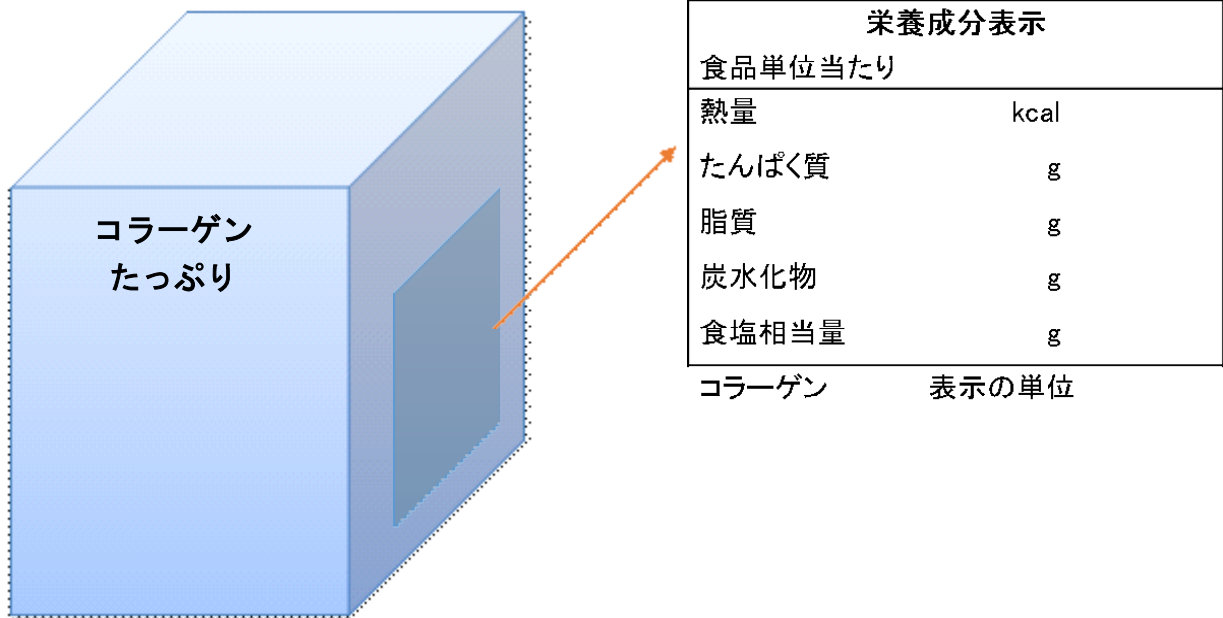 コラーゲン
たっぷり
栄養成分表示
食品単位当たり
熱量 kcal
たんぱく質 g
脂質 g
炭水化物 g
食塩相当量 g
コラーゲン 表示の単位